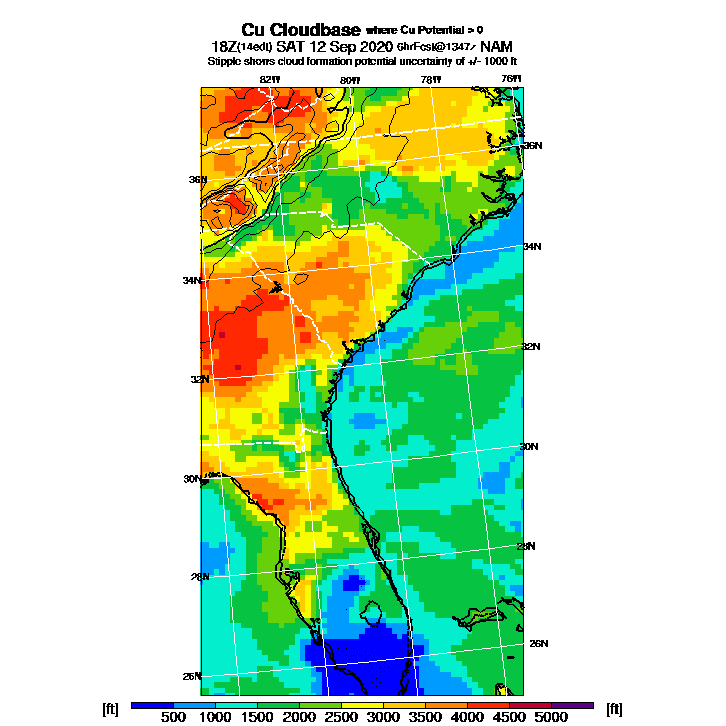 Cu Cloudbase where Cu Potential > 0
18Z(14edt) SAT 12 Sep 2020 6hrFcst@1347z NAM
Stipple shows cloud formation potential uncertainty of +/- 1000 ft
82W 80W 78W 76W
36N
36N
34N
34N
32N
32N
30N
30N
28N
28N
26N
26N
[ft] [ft]
500 1000 1500 2000 2500 3000 3500 4000 4500 5000